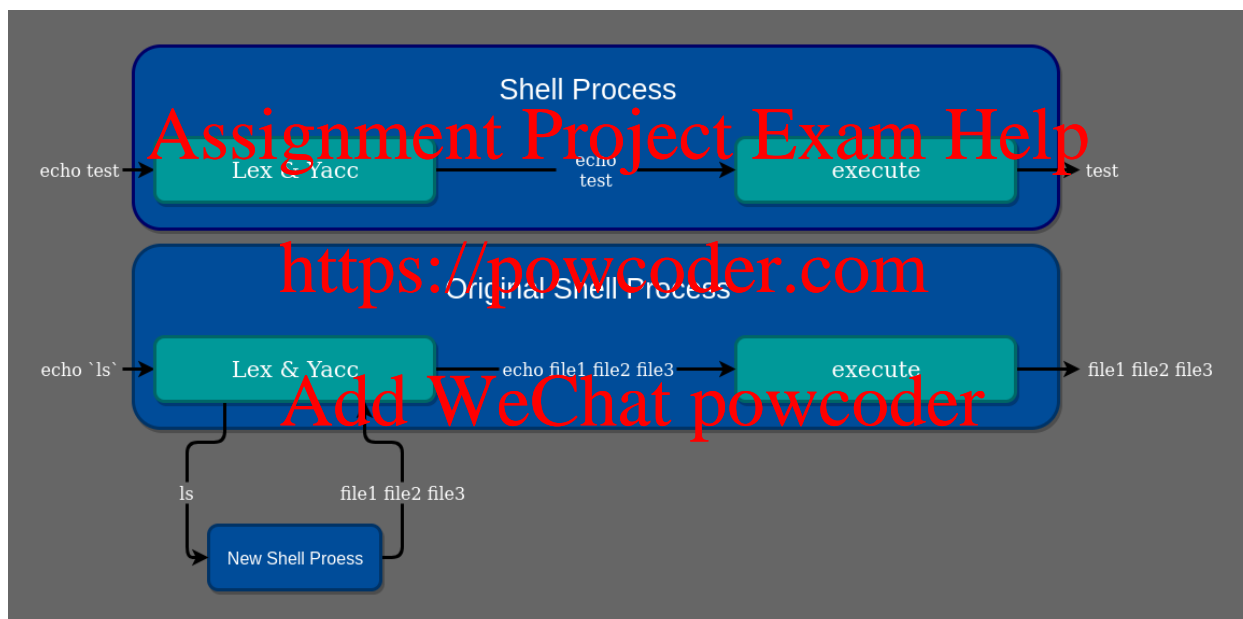 Shell Process
Assignment Project Exam Help
echo test
Lex & Yacc
echo
test
execute
test
https://powcoder.com
Original Shell Process
echo `ls`
Lex & Yacc
echo file1 file2 file3
execute
file1 file2 file3
Add WeChat powcoder
ls
file1 file2 file3
New Shell Proess